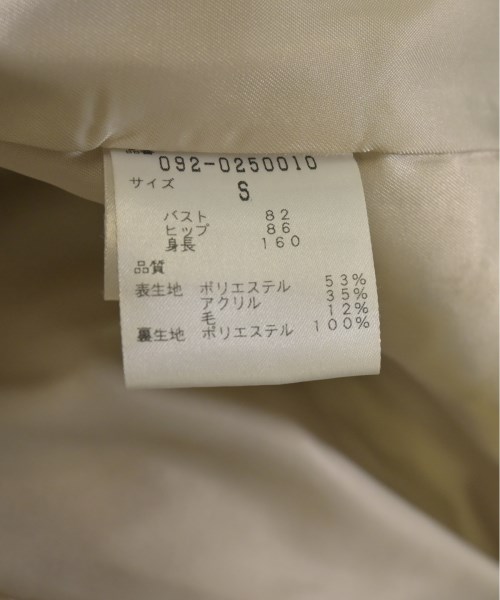 092-0250010
サイズ S
バスト 82
ヒップ 86
身長 160
品質
表生地 ポリエステル 53%
アクリル 35%
毛 12%
裏生地 ポリエステル 100%